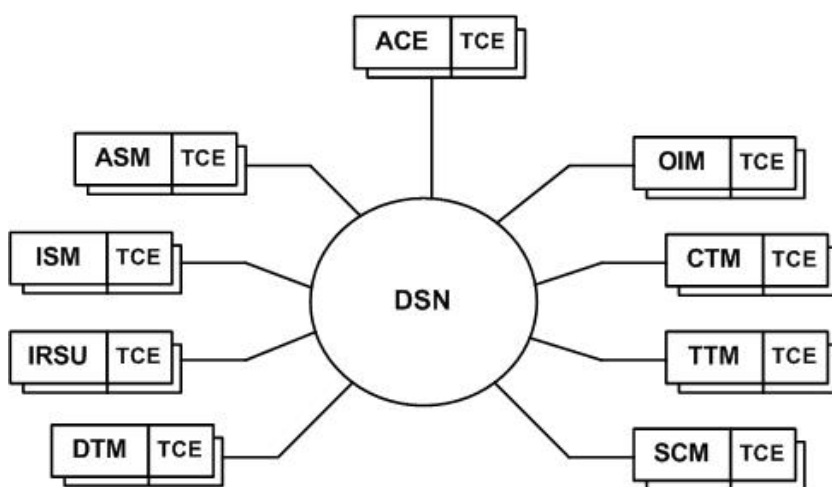 ACE TCE
ASM TCE
OIM TCE
ISM TCE
CTM TCE
DSN
IRSU TCE
TTM TCE
DTM TCE
SCM TCE